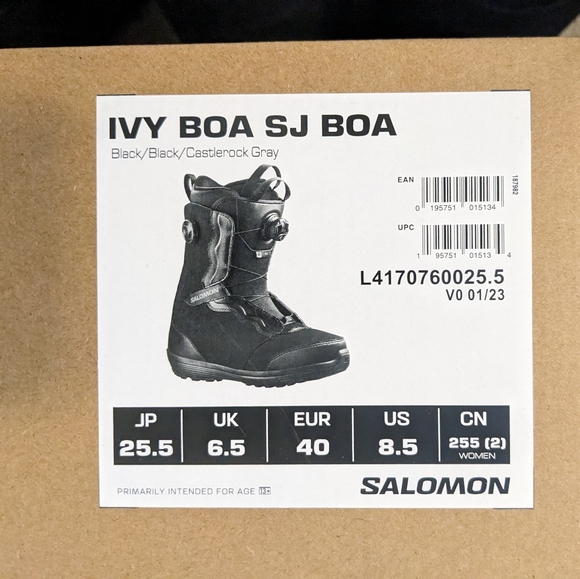 IVY BOA SJ BOA
Black/Black/Castlerock Gray
EAN
0 195751 015134
187982
UPC
1 95751 01513 4
L4170760025.5
V0 01/23
SALOMON
JP UK EUR US CN
25.5 6.5 40 8.5 255 (2)
WOMEN
PRIMARILY INTENDED FOR AGE 13+
SALOMON